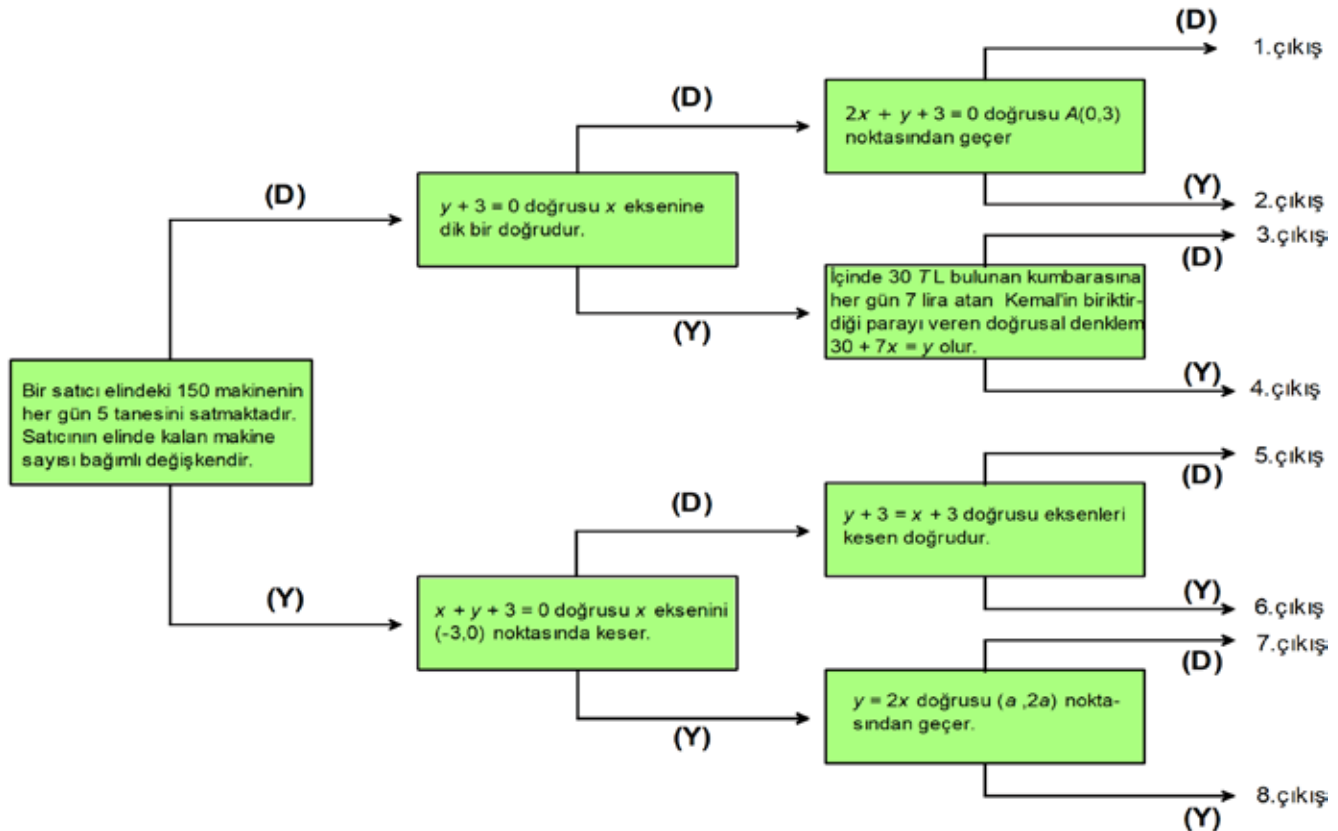 (D)
1.çıkış
(D)
2x + y + 3 = 0 doğrusu A(0,3)
noktasından geçer
(D)
(Y)
2.çıkış
y + 3 = 0 doğrusu x eksenine
dik bir doğrudur.
3.çıkış
(D)
İçinde 30 TL bulunan kumbarasına
her gün 7 lira atan Kemal'in biriktir-
diği parayı veren doğrusal denklem
30 + 7x = y olur.
(Y)
(Y)
4.çıkış
Bir satıcı elindeki 150 makinenin
her gün 5 tanesini satmaktadır.
Satıcının elinde kalan makine
sayısı bağımlı değişkendir.
5.çıkış
(D)
(D)
y + 3 = x + 3 doğrusu eksenleri
kesen doğrudur.
(Y)
(Y)
6.çıkış
x + y + 3 = 0 doğrusu x eksenini
(-3,0) noktasında keser.
7.çıkış
(D)
y = 2x doğrusu (a ,2a) nokta-
sından geçer.
(Y)
8.çıkış
(Y)